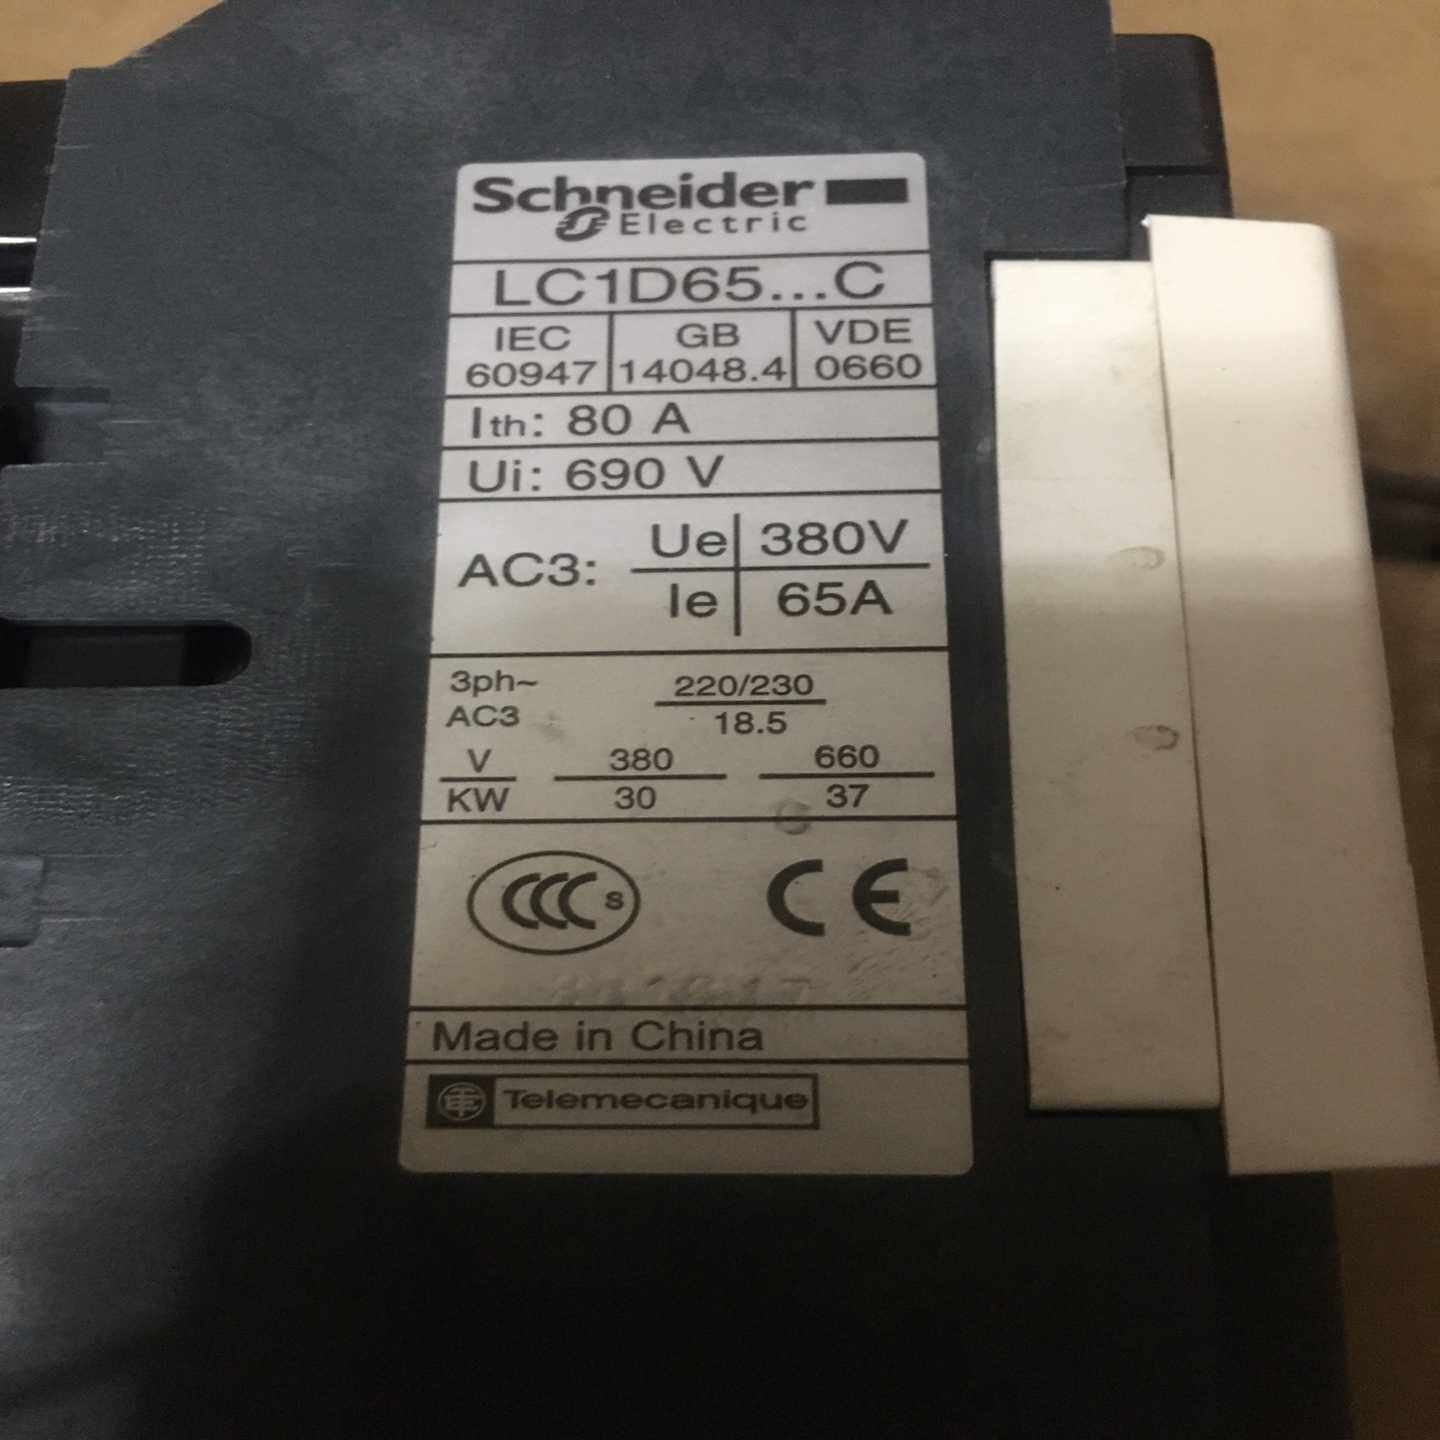 Schneider
Electric
LC1D65...C
IEC GB VDE
60947 14048.4 0660
Ith: 80 A
Ui: 690 V
AC3: Ue 380V
Ie 65A
3ph~ 220/230
AC3 18.5
V 380 660
KW 30 37
CCC S CE
Made in China
Telemecanique